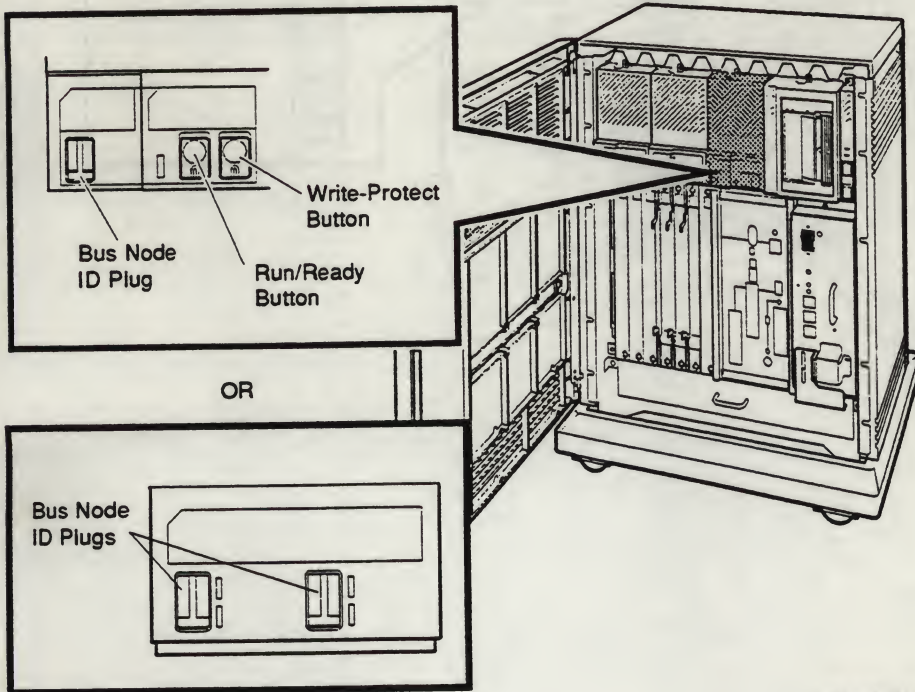 Write-Protect
Button
Bus Node
ID Plug
Run/Ready
Button
OR
Bus Node
ID Plugs